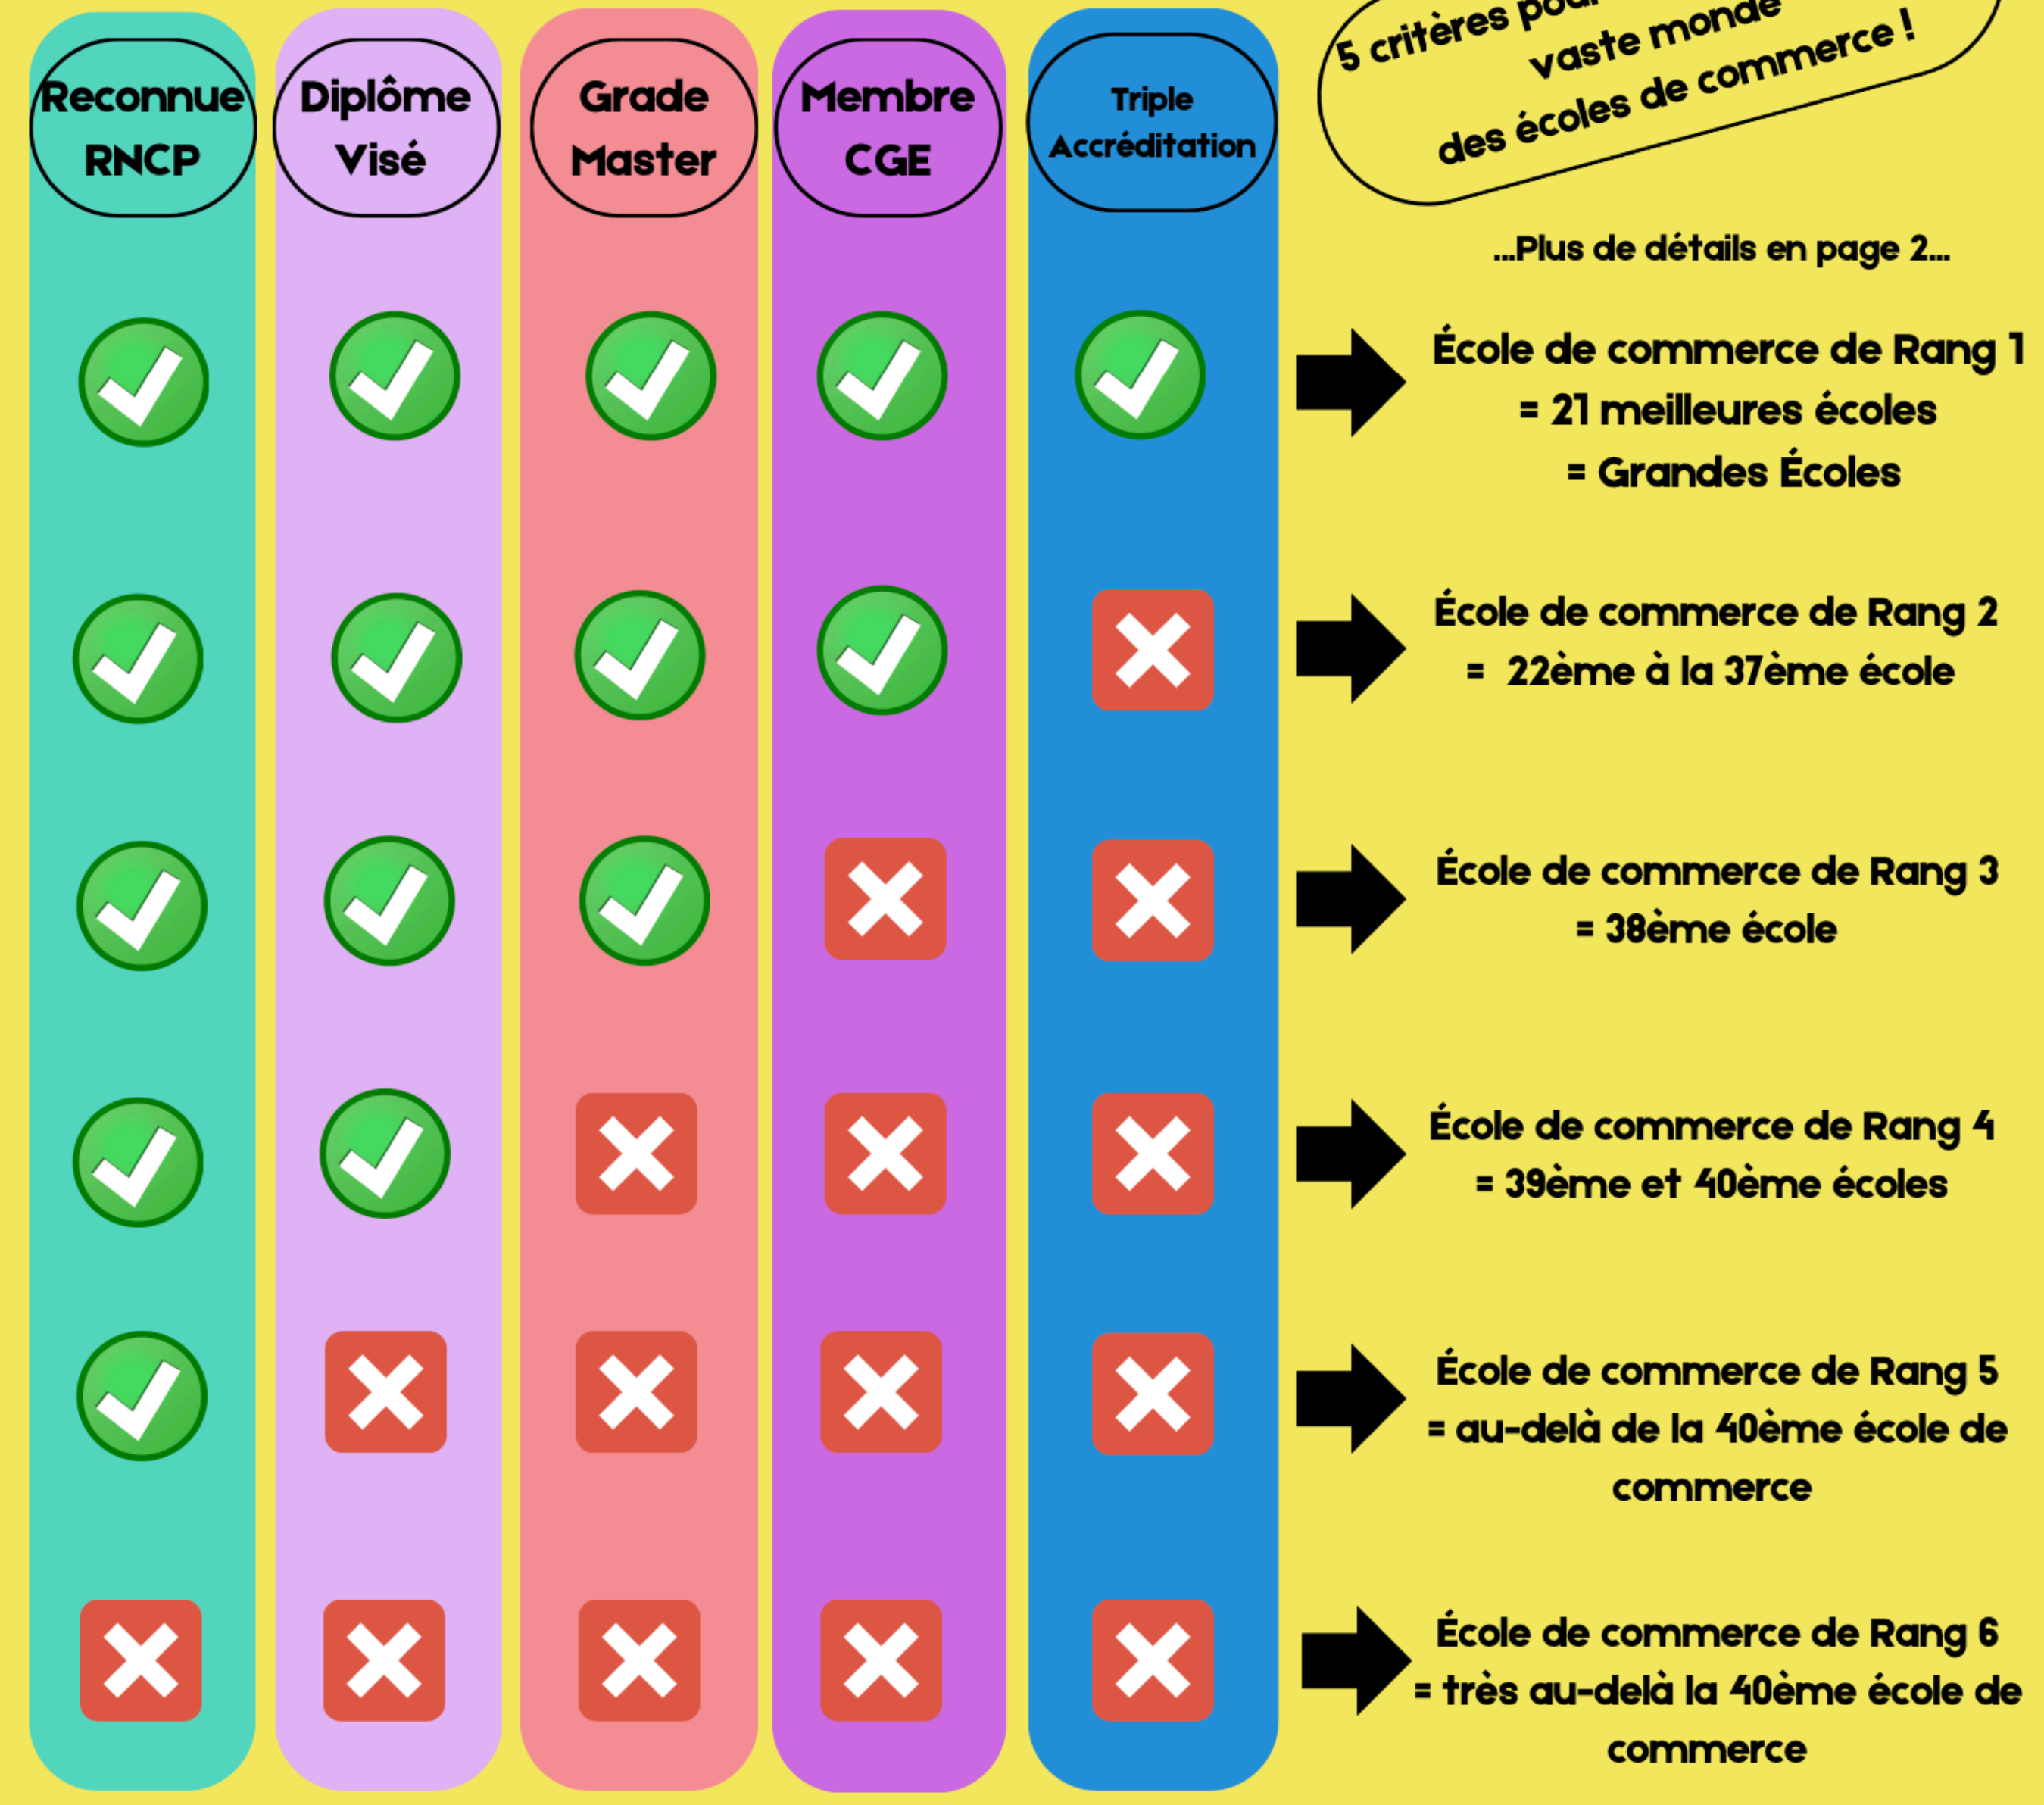 Reconnue
RNCP
Diplôme
Visé
Grade
Master
Membre
CGE
Triple
Accréditation
5 critères
vaste monde
des écoles de commerce !
...Plus de détails en page 2...
École de commerce de Rang 1
= 21 meilleures écoles
= Grandes Écoles
École de commerce de Rang 2
= 22ème à la 37ème école
École de commerce de Rang 3
= 38ème école
École de commerce de Rang 4
= 39ème et 40ème écoles
École de commerce de Rang 5
= au-delà de la 40ème école de
commerce
École de commerce de Rang 6
= très au-delà la 40ème école de
commerce